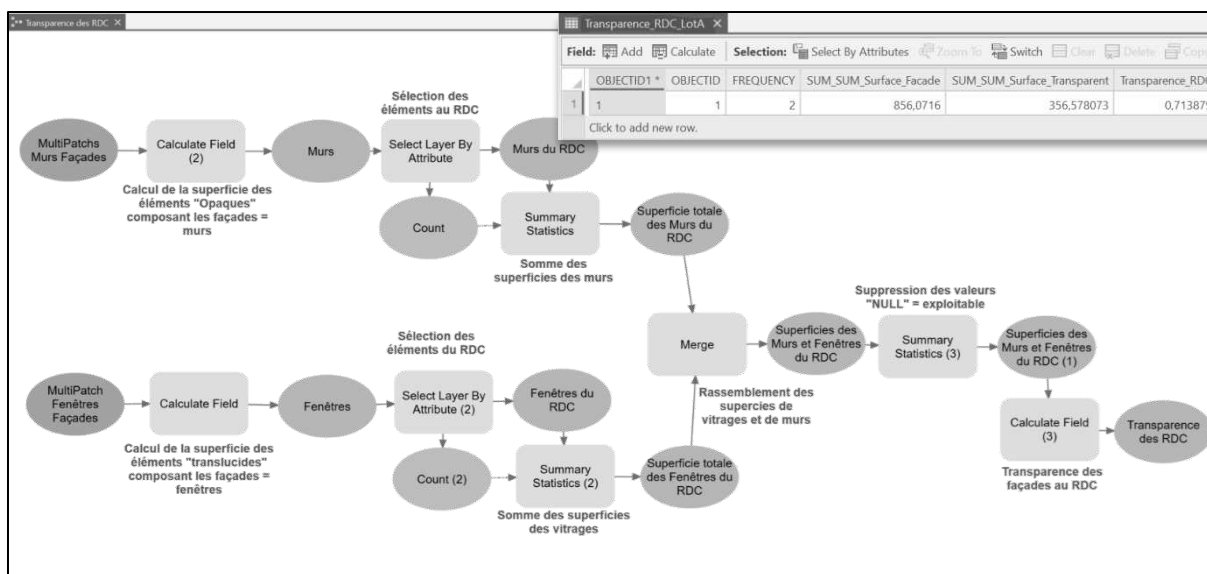 Transparence des RDC
Transparence_RDC_LotA
Field: Add Calculate Selection: Select By Attributes Zoom To Switch Clear Delete Copy
OBJECTID1 * OBJECTID FREQUENCY SUM_SUM_Surface_Facade SUM_SUM_Surface_Transparent Transparence_RDC
1 1 1 2 856,0716 356,578073 0,713879
Click to add new row.
Sélection des
éléments au RDC
MultiPatchs
Murs Façades
Calculate Field
(2)
Murs
Select Layer By
Attribute
Murs du RDC
Calcul de la superficie des
éléments "Opaques"
composant les façades =
murs
Count
Summary
Statistics
Superficie totale
des Murs du
RDC
Somme des
superficies des murs
Suppression des valeurs
"NULL" = exploitable
Merge
Superficies des
Murs et Fenêtres
du RDC
Summary
Statistics (3)
Superficies des
Murs et Fenêtres
du RDC (1)
Rassemblement des
supercies de
vitrages et de murs
Calculate Field
(3)
Transparence
des RDC
Transparence des
façades au RDC
Sélection des
éléments du RDC
MultiPatch
Fenêtres
Façades
Calculate Field
Fenêtres
Select Layer By
Attribute (2)
Fenêtres du
RDC
Calcul de la superficie des
éléments "translucides"
composant les façades =
fenêtres
Count (2)
Summary
Statistics (2)
Superficie totale
des Fenêtres du
RDC
Somme des superficies
des vitrages